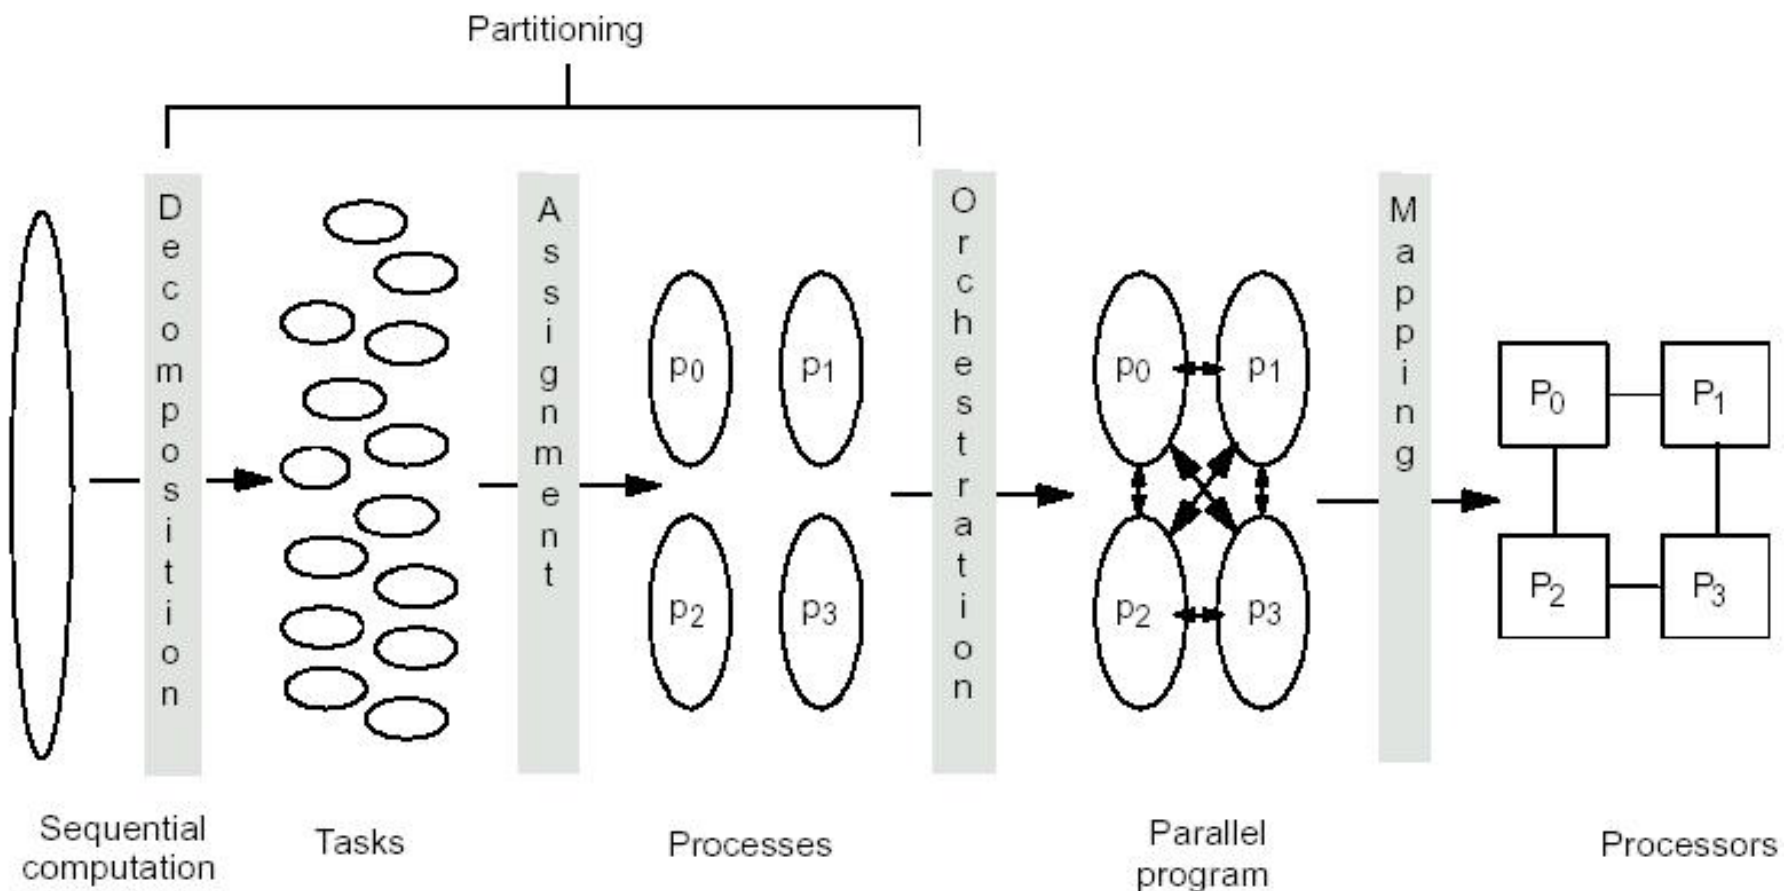 Partitioning
Decomposition
Assignment
Orchestration
Mapping
p0
p1
p2
p3
p0
p1
p2
p3
P0
P1
P2
P3
Sequential
computation
Tasks
Processes
Parallel
program
Processors